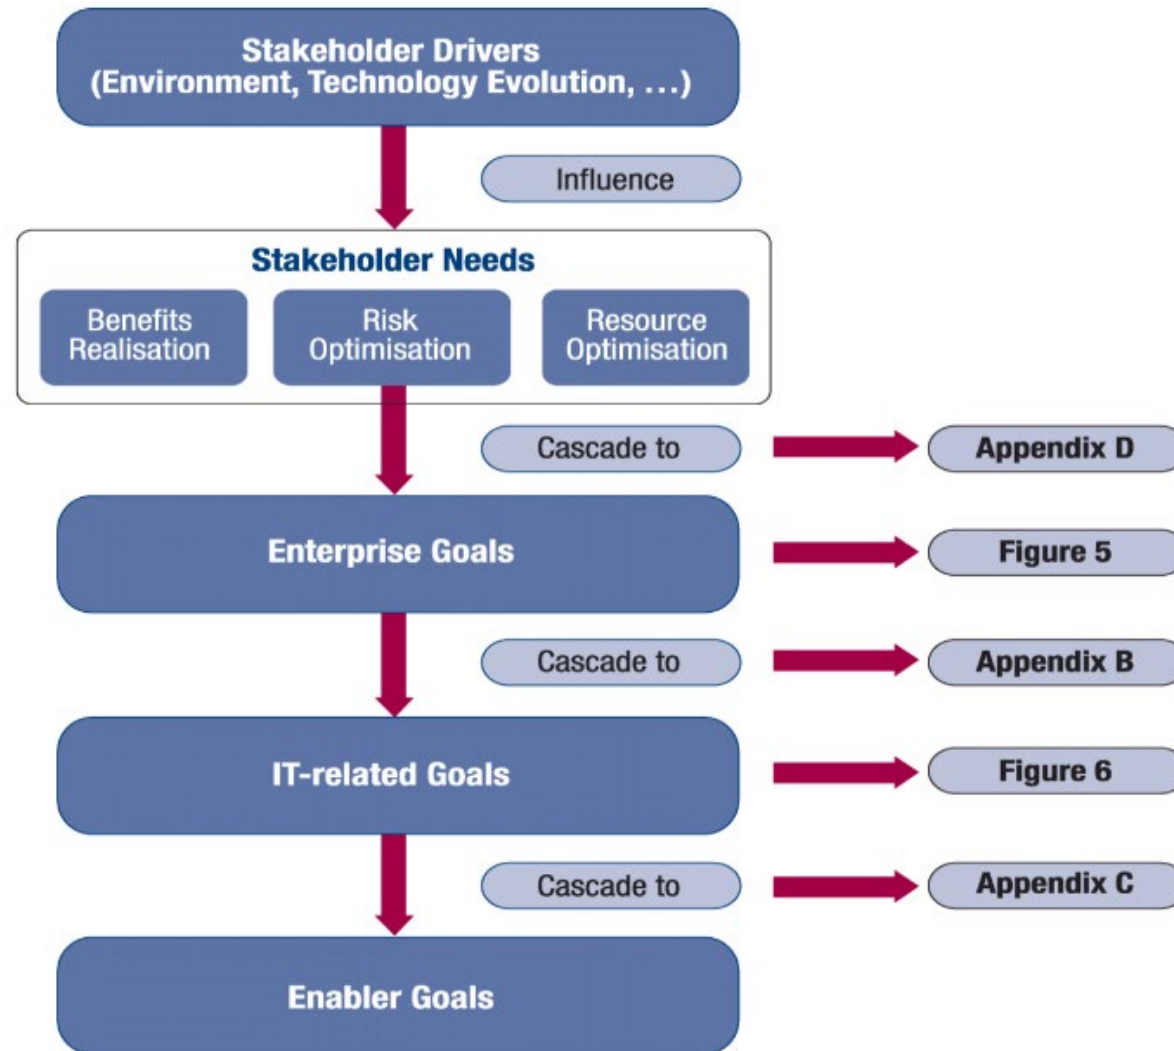 Stakeholder Drivers
(Environment, Technology Evolution, …)
Influence
Stakeholder Needs
Benefits
Realisation
Risk
Optimisation
Resource
Optimisation
Cascade to
Appendix D
Enterprise Goals
Figure 5
Cascade to
Appendix B
IT-related Goals
Figure 6
Cascade to
Appendix C
Enabler Goals